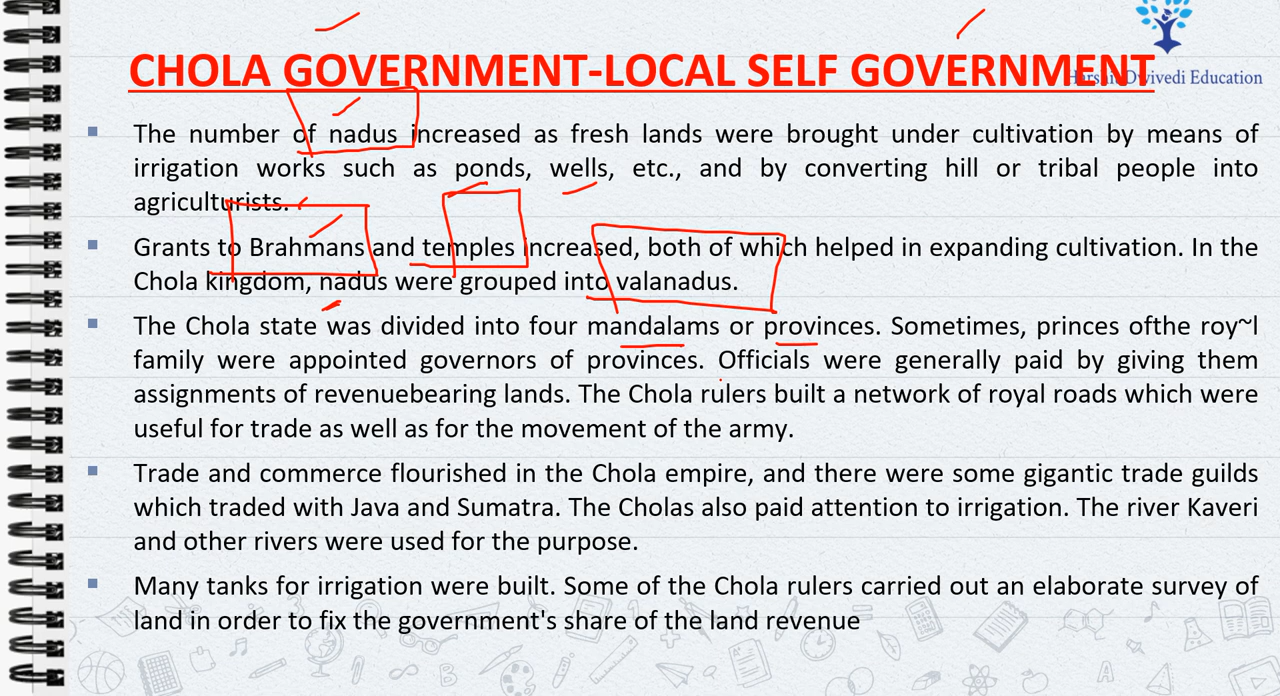 CHOLA GOVERNMENT-LOCAL SELF GOVERNMENT
Harshit Dwivedi Education
The number of nadus increased as fresh lands were brought under cultivation by means of
irrigation works such as ponds, wells, etc., and by converting hill or tribal people into
agriculturists.
Grants to Brahmans and temples increased, both of which helped in expanding cultivation. In the
Chola kingdom, nadus were grouped into valanadus.
The Chola state was divided into four mandalams or provinces. Sometimes, princes ofthe roy~l
family were appointed governors of provinces. Officials were generally paid by giving them
assignments of revenuebearing lands. The Chola rulers built a network of royal roads which were
useful for trade as well as for the movement of the army.
Trade and commerce flourished in the Chola empire, and there were some gigantic trade guilds
which traded with Java and Sumatra. The Cholas also paid attention to irrigation. The river Kaveri
and other rivers were used for the purpose.
Many tanks for irrigation were built. Some of the Chola rulers carried out an elaborate survey of
land in order to fix the government's share of the land revenue